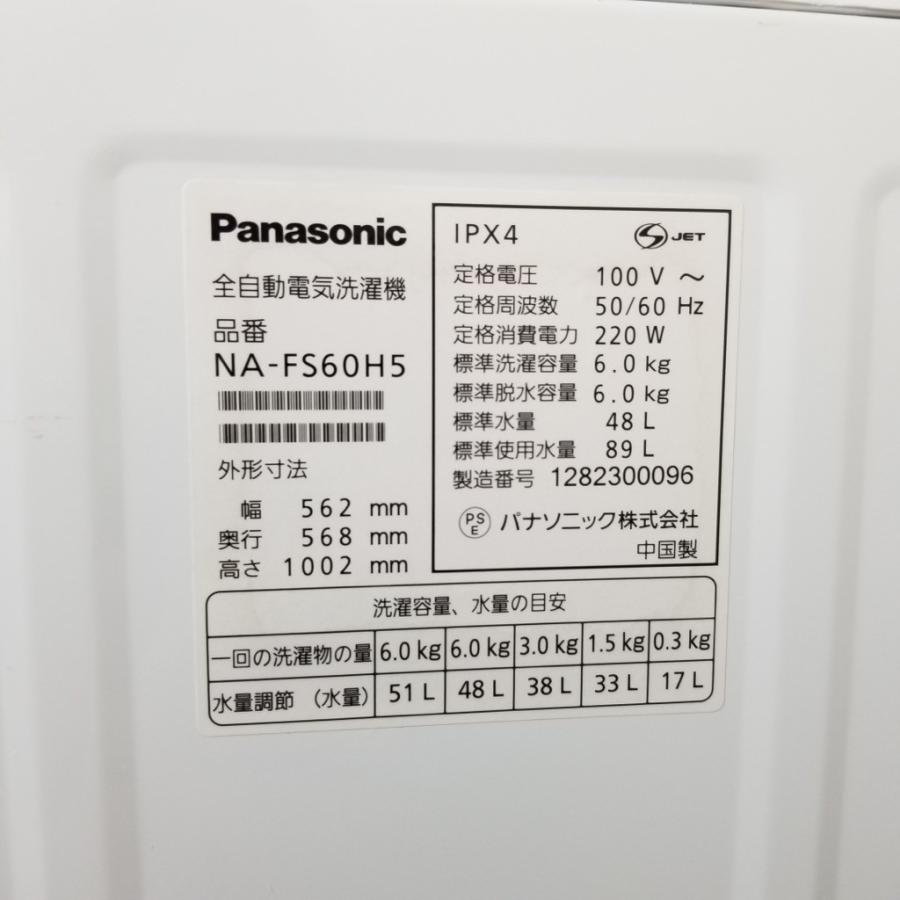 Panasonic
全自動電気洗濯機
品番
NA-FS60H5
外形寸法
幅 562 mm
奥行 568 mm
高さ 1002 mm
IPX4
S JET
定格電圧 100 V ～
定格周波数 50/60 Hz
定格消費電力 220 W
標準洗濯容量 6.0 kg
標準脱水容量 6.0 kg
標準水量 48 L
標準使用水量 89 L
製造番号 1282300096
PS E パナソニック株式会社
中国製
洗濯容量、水量の目安
一回の洗濯物の量 6.0 kg 6.0 kg 3.0 kg 1.5 kg 0.3 kg
水量調節 (水量) 51 L 48 L 38 L 33 L 17 L